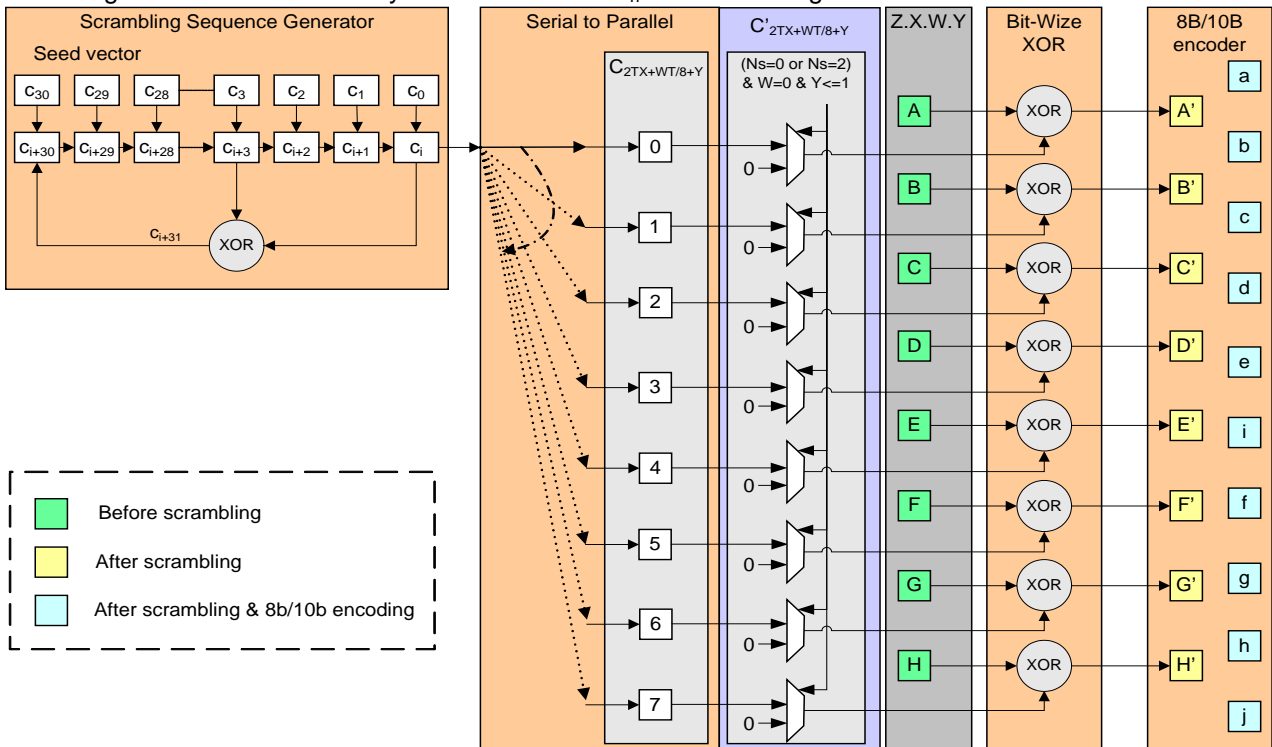 Scrambling Sequence Generator
Seed vector
c30 c29 c28 c3 c2 c1 c0
ci+30 ci+29 ci+28 ci+3 ci+2 ci+1 ci
ci+31
XOR
Serial to Parallel
C2TX+WT/8+Y
0
1
2
3
4
5
6
7
C'2TX+WT/8+Y
(Ns=0 or Ns=2)
& W=0 & Y<=1
0
0
0
0
0
0
0
0
Z.X.W.Y
A
B
C
D
E
F
G
H
Bit-Wize
XOR
XOR
XOR
XOR
XOR
XOR
XOR
XOR
XOR
8B/10B
encoder
A'
B'
C'
D'
E'
F'
G'
H'
a
b
c
d
e
i
f
g
h
j
Before scrambling
After scrambling
After scrambling & 8b/10b encoding